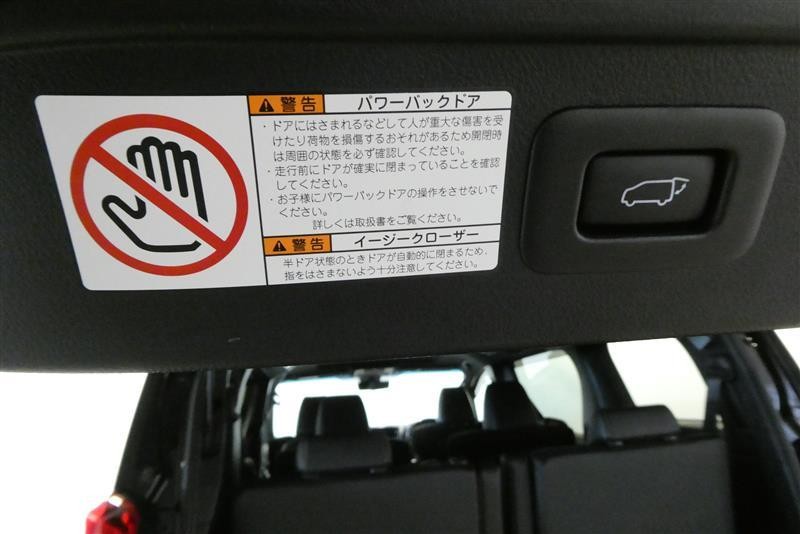 警告 パワーバックドア
・ドアにはさまれるなどして人が重大な傷害を受
けたり荷物を損傷するおそれがあるため開閉時
は周囲の状態を必ず確認してください。
・走行前にドアが確実に閉まっていることを確認
してください。
・お子様にパワーバックドアの操作をさせないで
ください。
詳しくは取扱書をご覧ください。
警告 イージークローザー
半ドア状態のときドアが自動的に閉まるため、
指をはさまないよう十分注意してください。